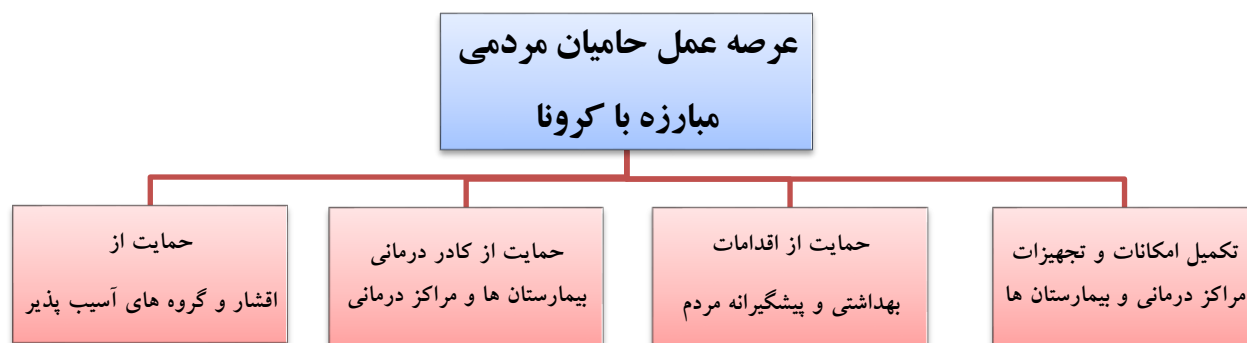 عرصه عمل حامیان مردمی
مبارزه با کرونا
تکمیل امکانات و تجهیزات
مراکز درمانی و بیمارستان ها
حمایت از اقدامات
بهداشتی و پیشگیرانه مردم
حمایت از کادر درمانی
بیمارستان ها و مراکز درمانی
حمایت از
اقشار و گروه های آسیب پذیر